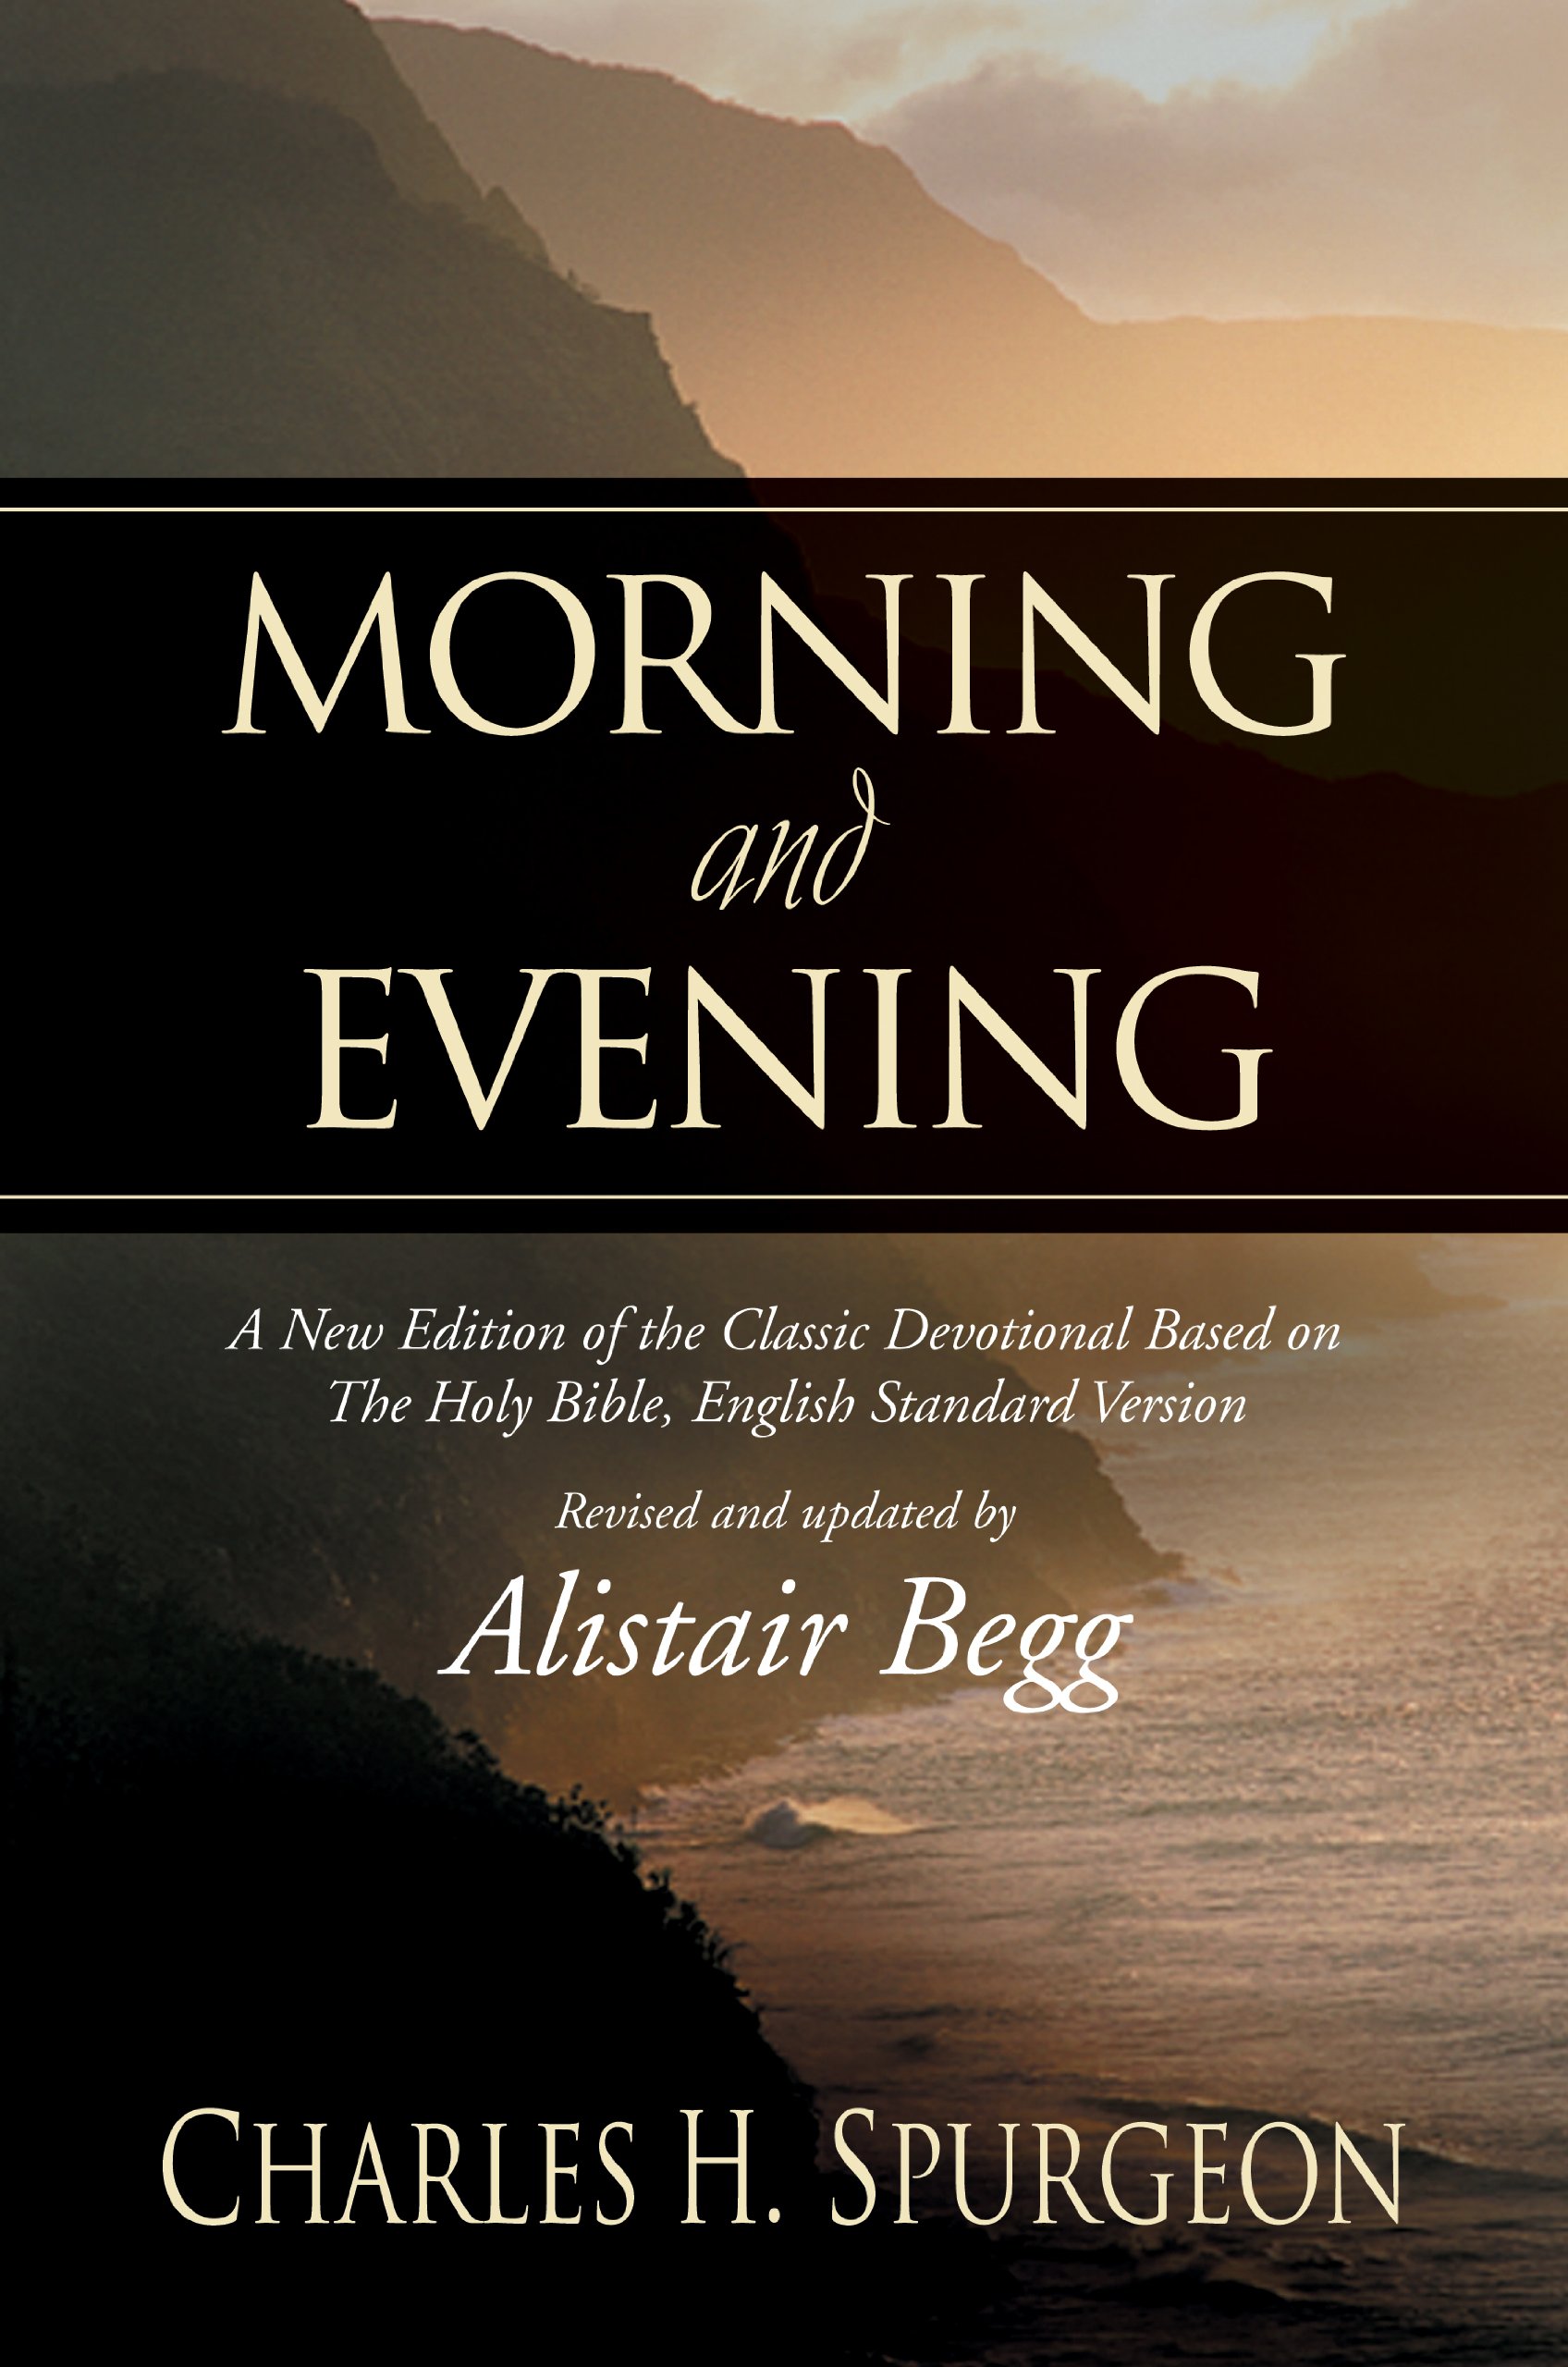 MORNING
and
EVENING
A New Edition of the Classic Devotional Based on
The Holy Bible, English Standard Version
Revised and updated by
Alistair Begg
CHARLES H. SPURGEON